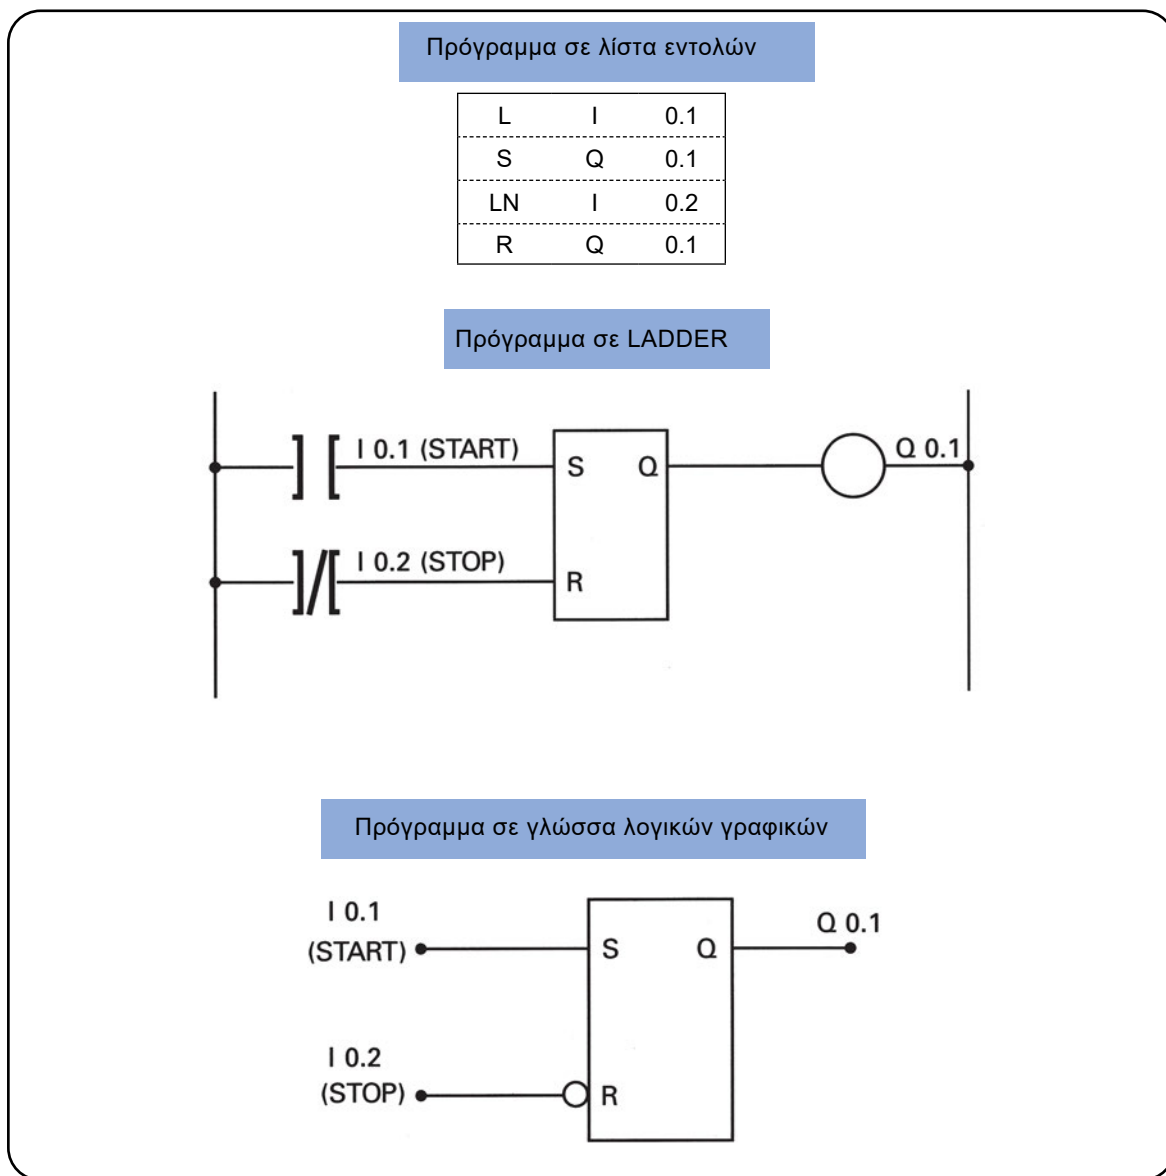 Πρόγραμμα σε λίστα εντολών
L I 0.1
S Q 0.1
LN I 0.2
R Q 0.1
Πρόγραμμα σε LADDER
I 0.1 (START)
S Q
Q 0.1
I 0.2 (STOP)
R
Πρόγραμμα σε γλώσσα λογικών γραφικών
I 0.1
(START)
S Q
Q 0.1
I 0.2
(STOP)
R